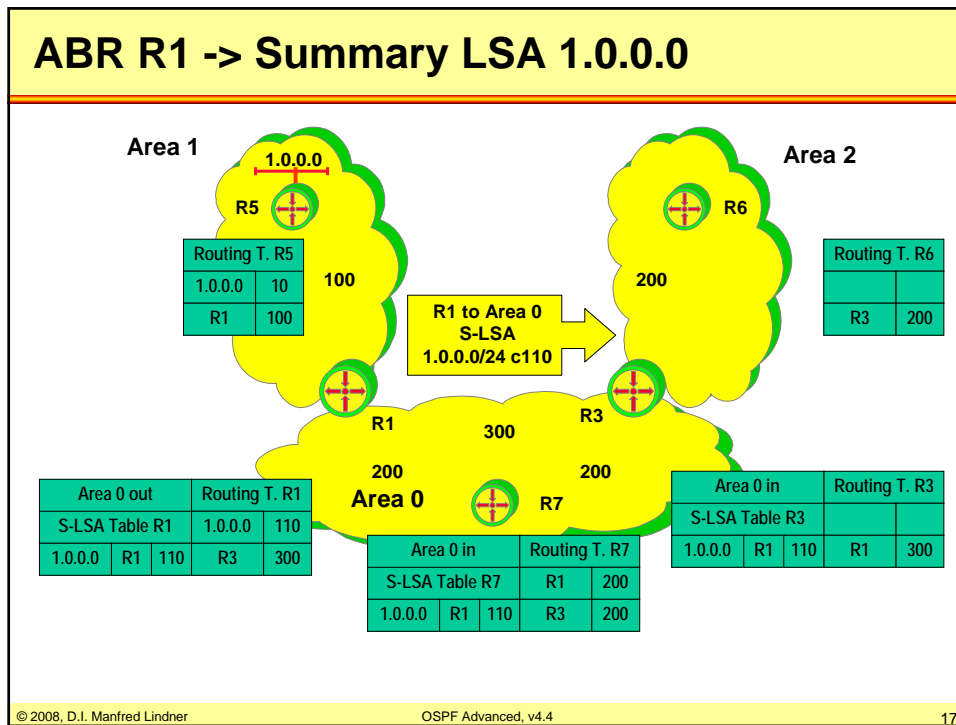 ABR R1 -> Summary LSA 1.0.0.0
Area 1
1.0.0.0
Area 2
R5
R6
Routing T. R5
1.0.0.0 10
R1 100
100
R1 to Area 0
S-LSA
1.0.0.0/24 c110
200
Routing T. R6
R3 200
R1
300
R3
200
200
Area 0
R7
Area 0 out Routing T. R1
S-LSA Table R1 1.0.0.0 110
1.0.0.0 R1 110 R3 300
Area 0 in Routing T. R7
S-LSA Table R7 R1 200
1.0.0.0 R1 110 R3 200
Area 0 in Routing T. R3
S-LSA Table R3
1.0.0.0 R1 110 R1 300
© 2008, D.I. Manfred Lindner
OSPF Advanced, v4.4
17